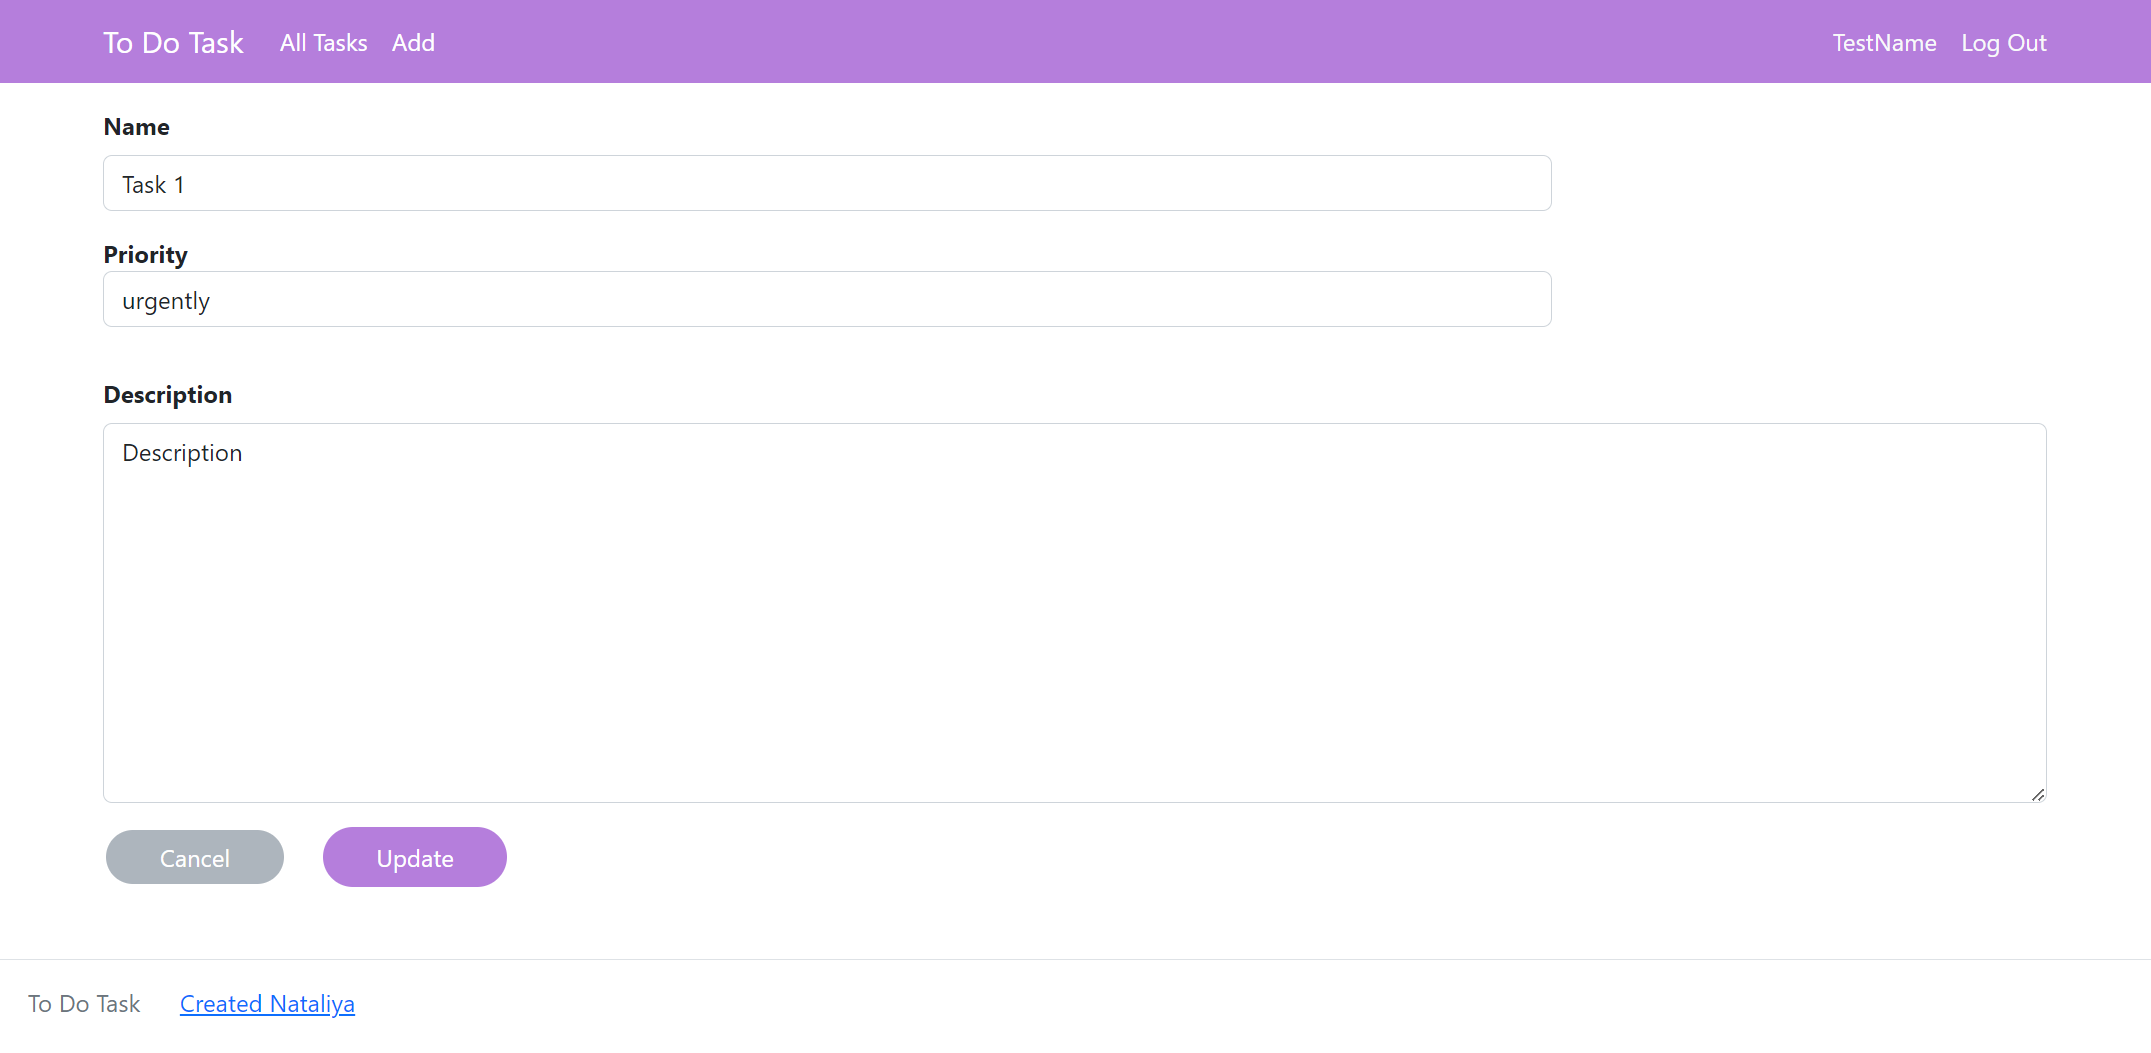 To Do Task All Tasks Add TestName Log Out
Name
Task 1
Priority
urgently
Description
Description
Cancel Update
To Do Task Created Nataliya